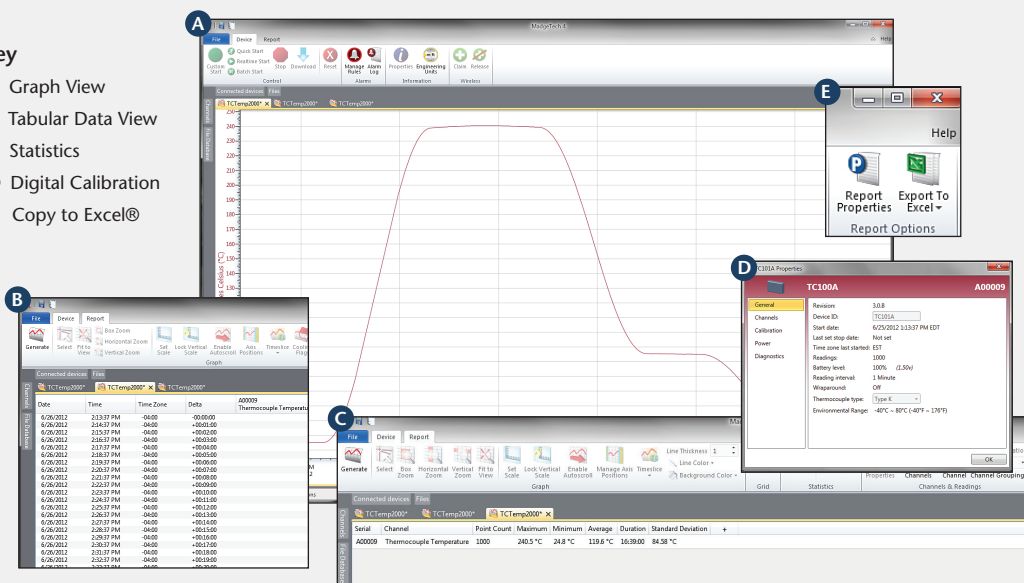 ey
Graph View
Tabular Data View
Statistics
Digital Calibration
Copy to Excel®
A
MadgeTech 4
File Device Report
Help
Custom Start
Quick Start
Realtime Start
Batch Start
Stop Download Reset
Manage Rules
Alarm Log
Properties
Engineering Units
Claim Release
Control Alarms Information Wireless
Connected devices Files
TCTemp2000* TCTemp2000* TCTemp2000*
Channels
File Database
250
240
230
220
210
200
190
180
170
160
150
140
130
es Celsius (°C)
E
Help
Report Properties
Export To Excel
Report Options
D
TC101A Properties
TC100A A00009
General
Channels
Calibration
Power
Diagnostics
Revision: 3.0.8
Device ID: TC101A
Start date: 6/25/2012 1:13:37 PM EDT
Last set stop date: Not set
Time zone last started: EST
Readings: 1000
Battery level: 100% (1.50v)
Reading interval: 1 Minute
Wraparound: Off
Thermocouple type: Type K
Environmental Range: -40°C ~ 80°C (-40°F ~ 176°F)
OK
B
File Device Report
Generate Select
Fit to View
Box Zoom
Horizontal Zoom
Vertical Zoom
Set Scale
Lock Vertical Scale
Enable Autoscroll
Axis Positions
Timeslice
Graph
Connected devices Files
TCTemp2000* TCTemp2000* TCTemp2000*
Channels
File Database
Date Time Time Zone Delta A00009
Thermocouple Temperatu
6/26/2012 2:13:37 PM -04:00 -00:00:00
6/26/2012 2:14:37 PM -04:00 +00:01:00
6/26/2012 2:15:37 PM -04:00 +00:02:00
6/26/2012 2:16:37 PM -04:00 +00:03:00
6/26/2012 2:17:37 PM -04:00 +00:04:00
6/26/2012 2:18:37 PM -04:00 +00:05:00
6/26/2012 2:19:37 PM -04:00 +00:06:00
6/26/2012 2:20:37 PM -04:00 +00:07:00
6/26/2012 2:21:37 PM -04:00 +00:08:00
6/26/2012 2:22:37 PM -04:00 +00:09:00
6/26/2012 2:23:37 PM -04:00 +00:10:00
6/26/2012 2:24:37 PM -04:00 +00:11:00
6/26/2012 2:25:37 PM -04:00 +00:12:00
6/26/2012 2:26:37 PM -04:00 +00:13:00
6/26/2012 2:27:37 PM -04:00 +00:14:00
6/26/2012 2:28:37 PM -04:00 +00:15:00
6/26/2012 2:29:37 PM -04:00 +00:16:00
6/26/2012 2:30:37 PM -04:00 +00:17:00
6/26/2012 2:31:37 PM -04:00 +00:18:00
6/26/2012 2:32:37 PM -04:00 +00:19:00
C
Ma
File Device Report
Generate Select
Box Zoom
Horizontal Zoom
Vertical Zoom
Fit to View
Set Scale
Lock Vertical Scale
Enable Autoscroll
Manage Axis Positions
Timeslice
Line Thickness 1
Line Color
Background Color
Properties Channels Channel Channel Grouping
Graph Grid Statistics Channels & Readings
Connected devices Files
TCTemp2000* TCTemp2000* TCTemp2000*
Channels
File Database
Serial Channel Point Count Maximum Minimum Average Duration Standard Deviation +
A00009 Thermocouple Temperature 1000 240.5 °C 24.8 °C 119.6 °C 16:39:00 84.58 °C